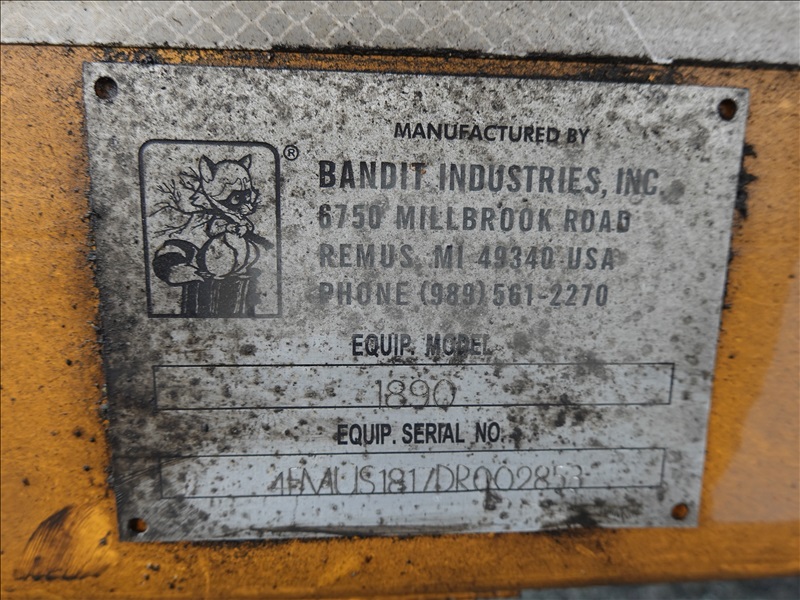 MANUFACTURED BY
®
BANDIT INDUSTRIES, INC.
6750 MILLBROOK ROAD
REMUS, MI 49340 USA
PHONE (989) 561-2270
EQUIP. MODEL
1890
EQUIP. SERIAL NO.
4FMUS1817DR002853